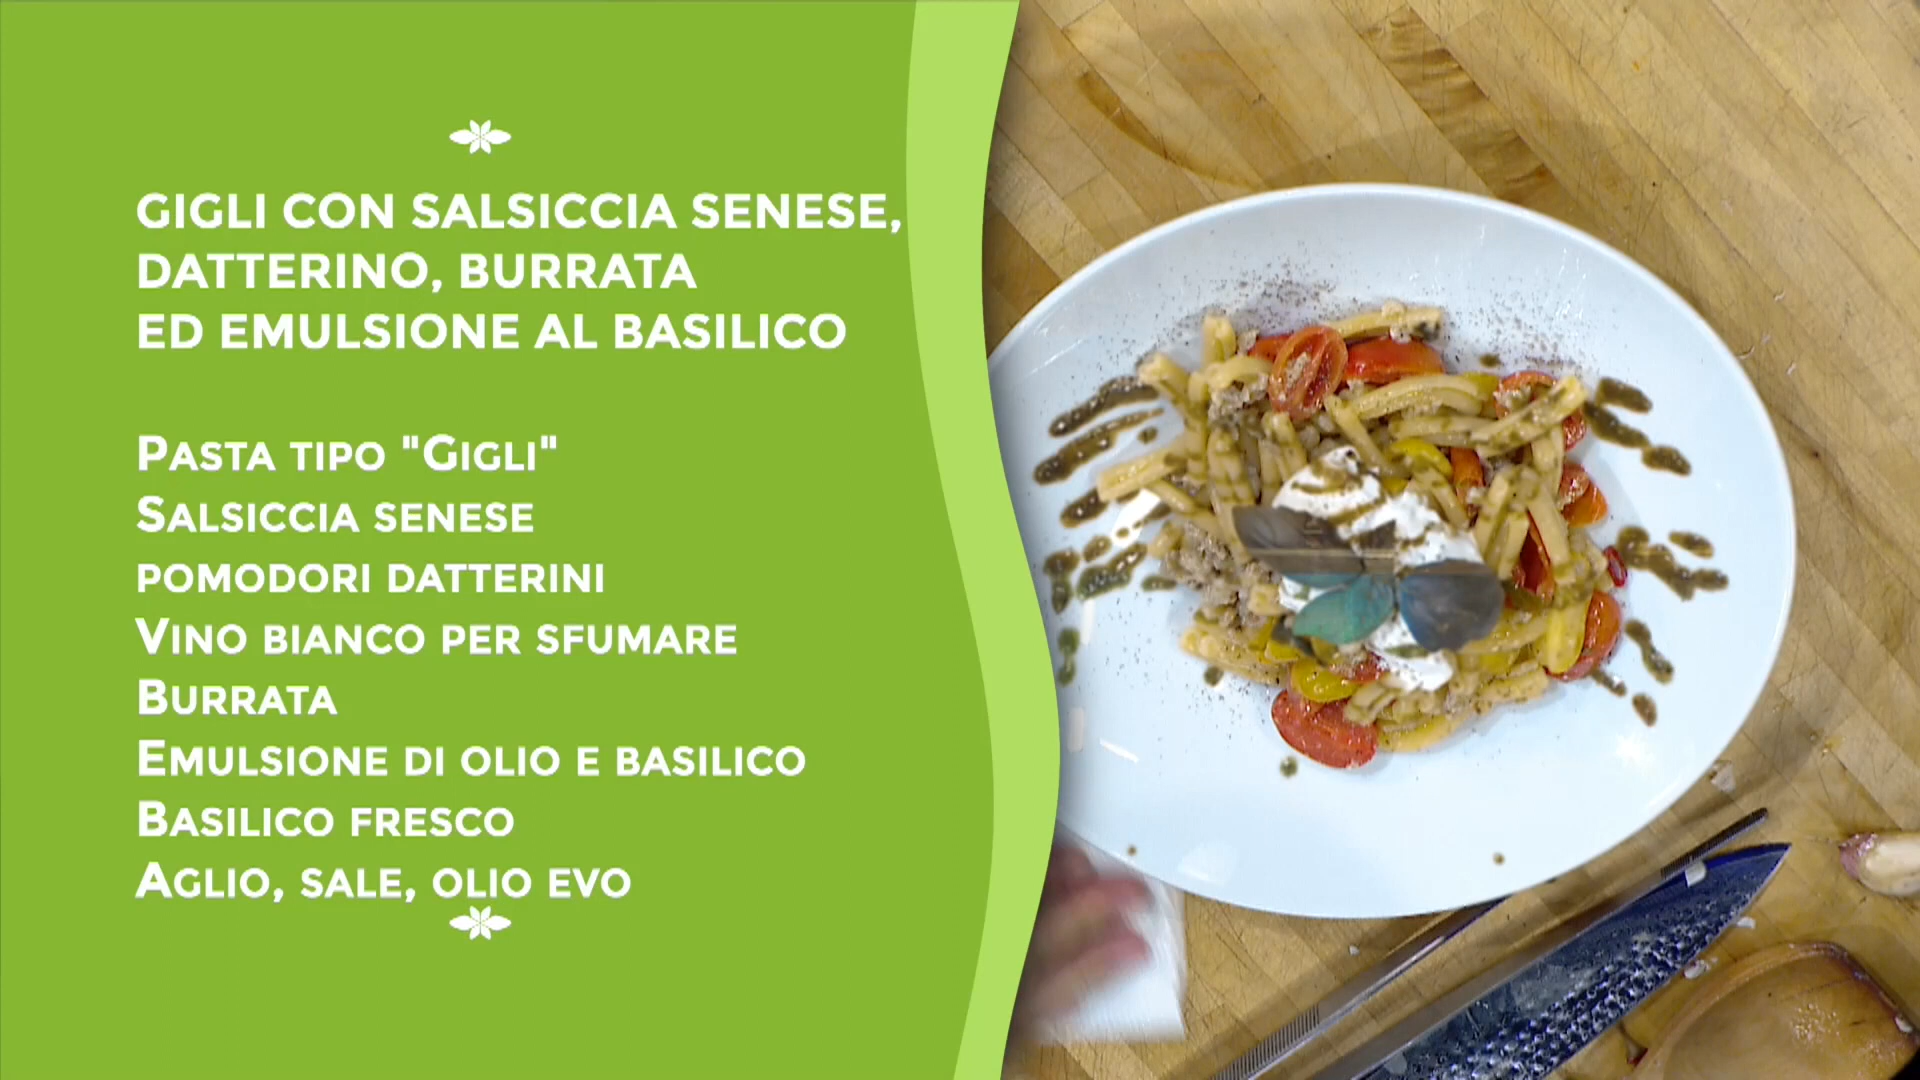 GIGLI CON SALSICCIA SENESE,
DATTERINO, BURRATA
ED EMULSIONE AL BASILICO
PASTA TIPO "GIGLI"
SALSICCIA SENESE
POMODORI DATTERINI
VINO BIANCO PER SFUMARE
BURRATA
EMULSIONE DI OLIO E BASILICO
BASILICO FRESCO
AGLIO, SALE, OLIO EVO